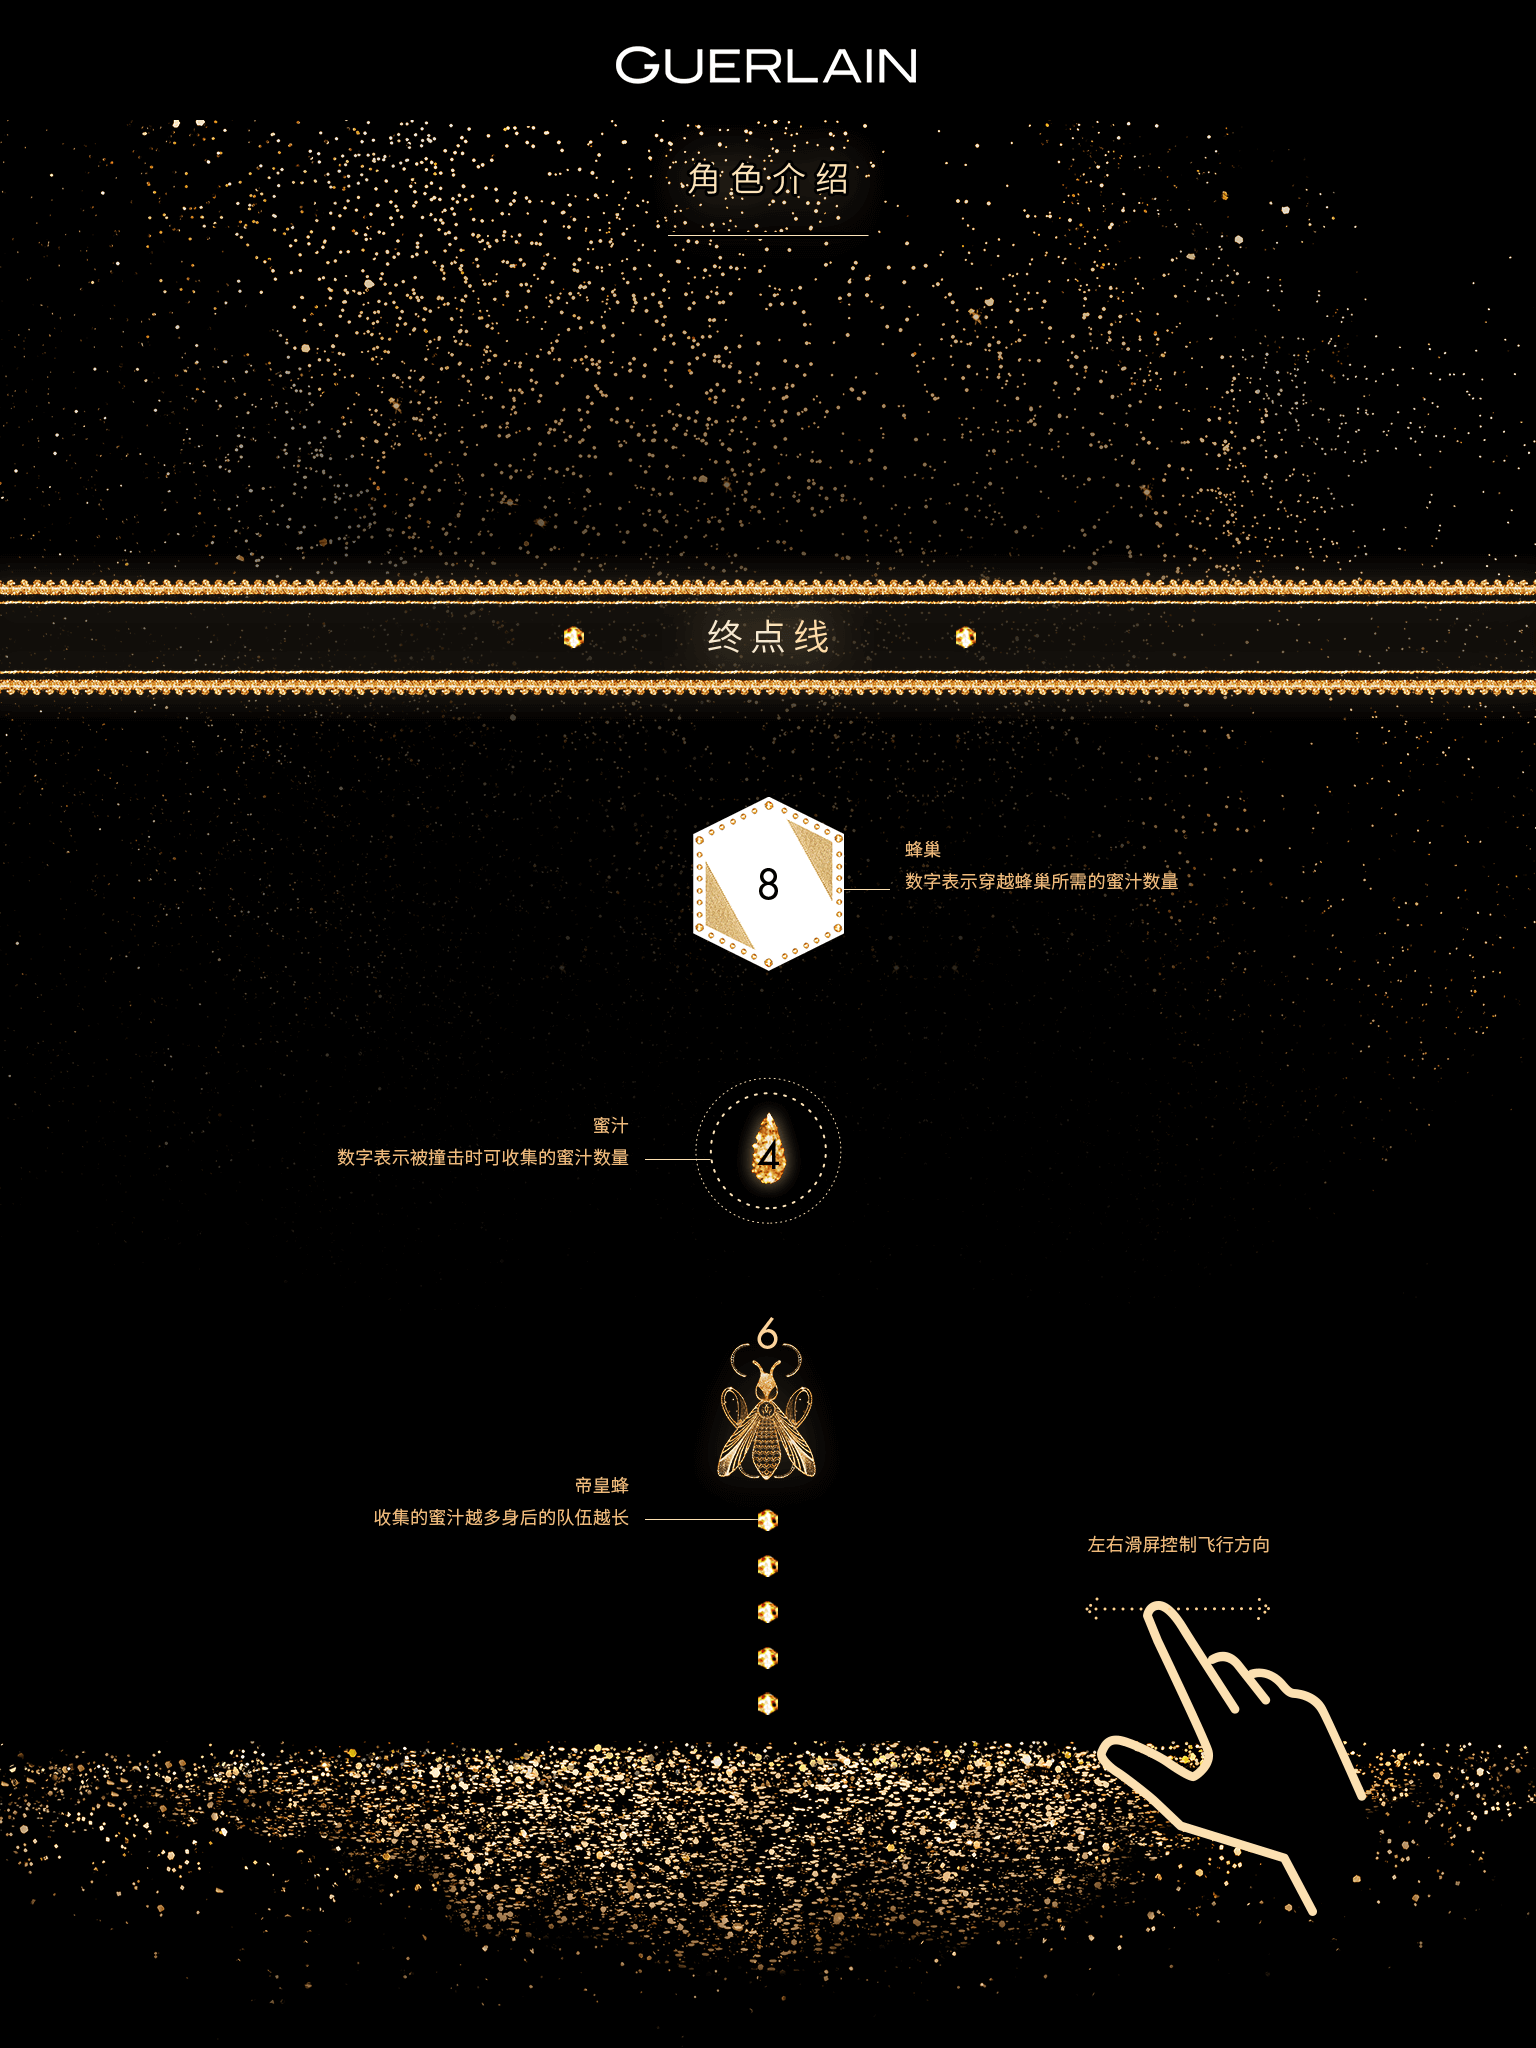 GUERLAIN
角色介绍
终点线
8
蜂巢
数字表示穿越蜂巢所需的蜜汁数量
蜜汁
数字表示被撞击时可收集的蜜汁数量
4
6
帝皇蜂
收集的蜜汁越多身后的队伍越长
左右滑屏控制飞行方向